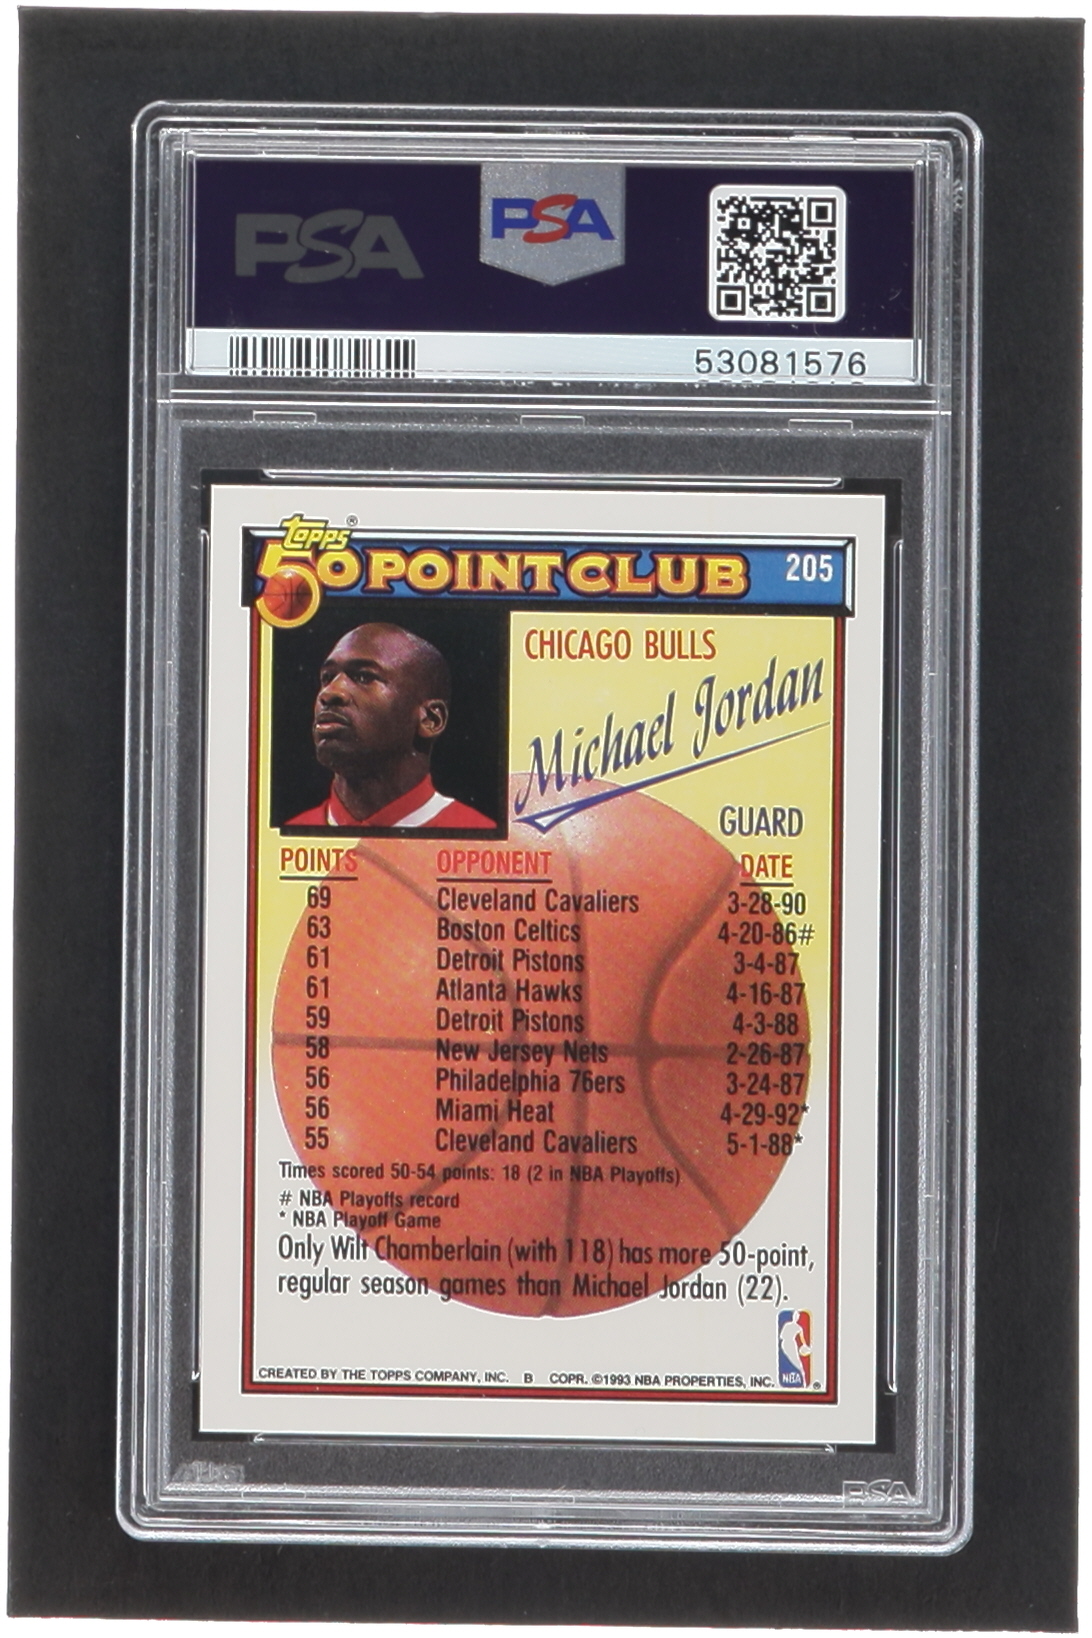 PSA
PSA
53081576
topps®
50 POINT CLUB 205
CHICAGO BULLS
Michael Jordan
GUARD
POINTS OPPONENT DATE
69 Cleveland Cavaliers 3-28-90
63 Boston Celtics 4-20-86#
61 Detroit Pistons 3-4-87
61 Atlanta Hawks 4-16-87
59 Detroit Pistons 4-3-88
58 New Jersey Nets 2-26-87
56 Philadelphia 76ers 3-24-87
56 Miami Heat 4-29-92*
55 Cleveland Cavaliers 5-1-88*
Times scored 50-54 points: 18 (2 in NBA Playoffs)
# NBA Playoffs record
* NBA Playoff Game
Only Wilt Chamberlain (with 118) has more 50-point,
regular season games than Michael Jordan (22).
NBA ®
CREATED BY THE TOPPS COMPANY, INC. B COPR. ©1993 NBA PROPERTIES, INC.
PSA